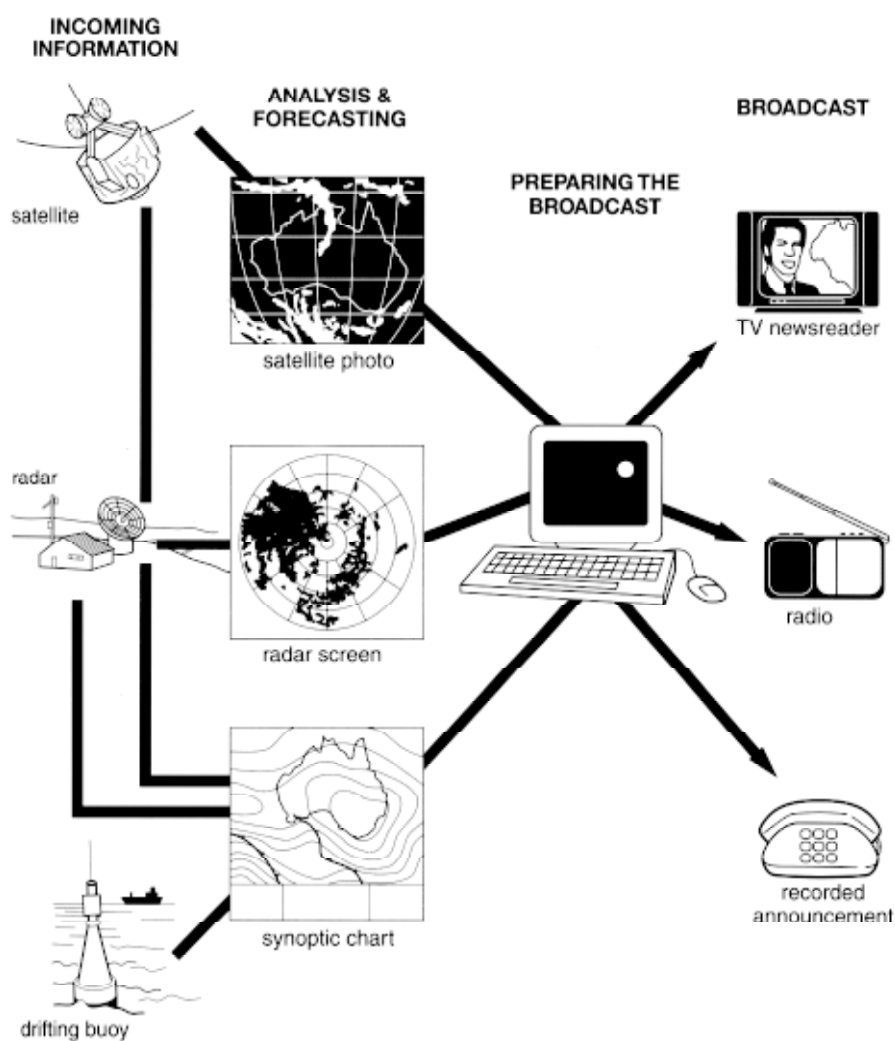 INCOMING
INFORMATION
ANALYSIS &
FORECASTING
BROADCAST
PREPARING THE
BROADCAST
satellite
TV newsreader
satellite photo
radar
radio
radar screen
recorded
announcement
synoptic chart
drifting buoy